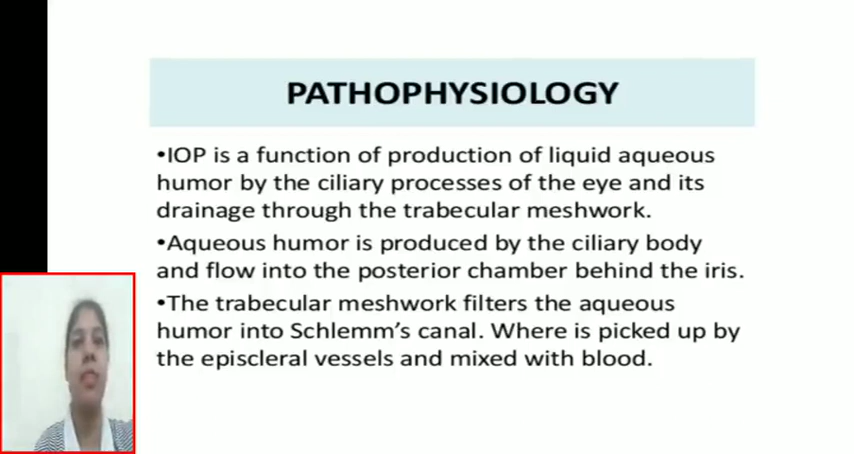 PATHOPHYSIOLOGY
•IOP is a function of production of liquid aqueous
humor by the ciliary processes of the eye and its
drainage through the trabecular meshwork.
•Aqueous humor is produced by the ciliary body
and flow into the posterior chamber behind the iris.
•The trabecular meshwork filters the aqueous
humor into Schlemm’s canal. Where is picked up by
the episcleral vessels and mixed with blood.